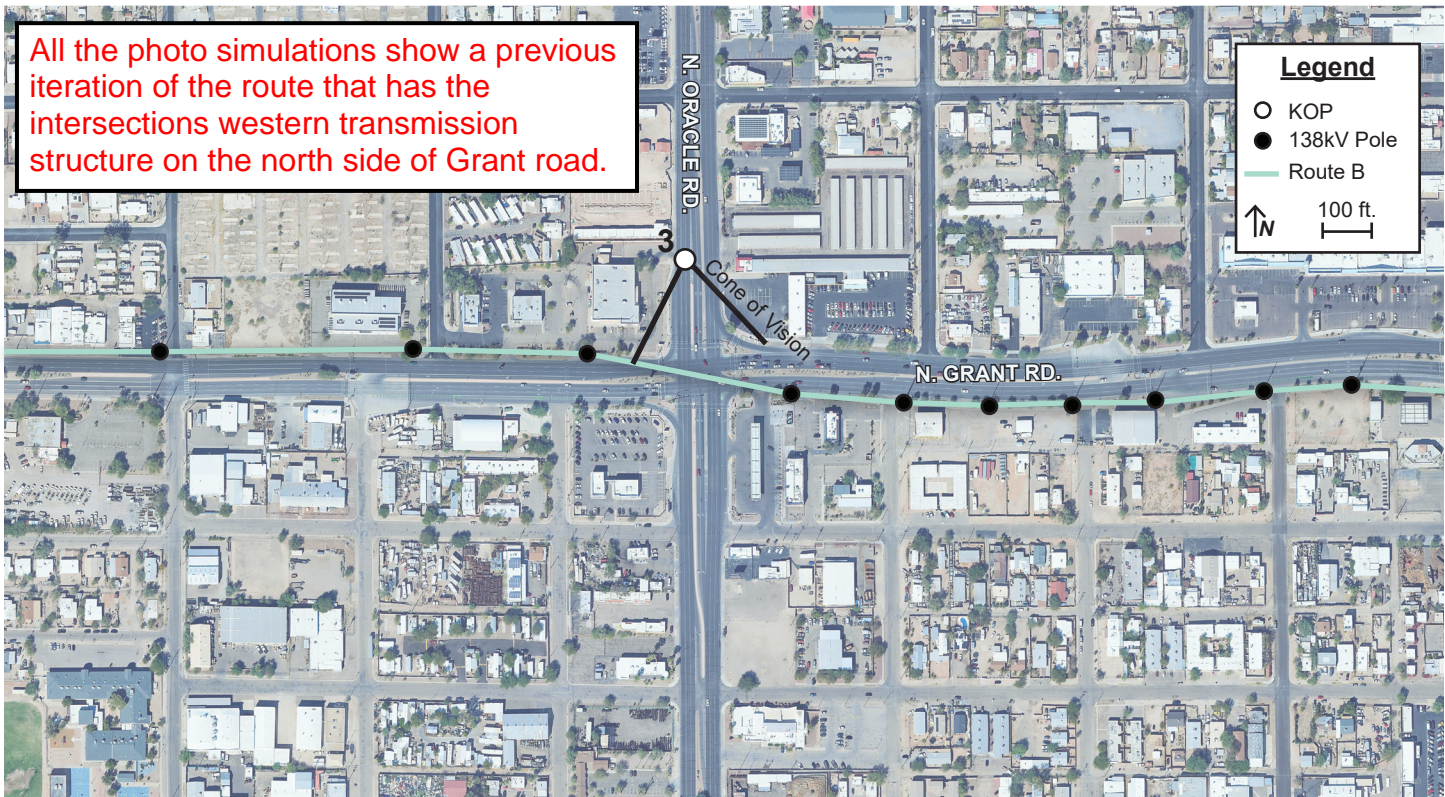 All the photo simulations show a previous
iteration of the route that has the
intersections western transmission
structure on the north side of Grant road.
N. ORACLE RD.
Legend
KOP
138kV Pole
Route B
N
100 ft.
3
Cone of Vision
N. GRANT RD.